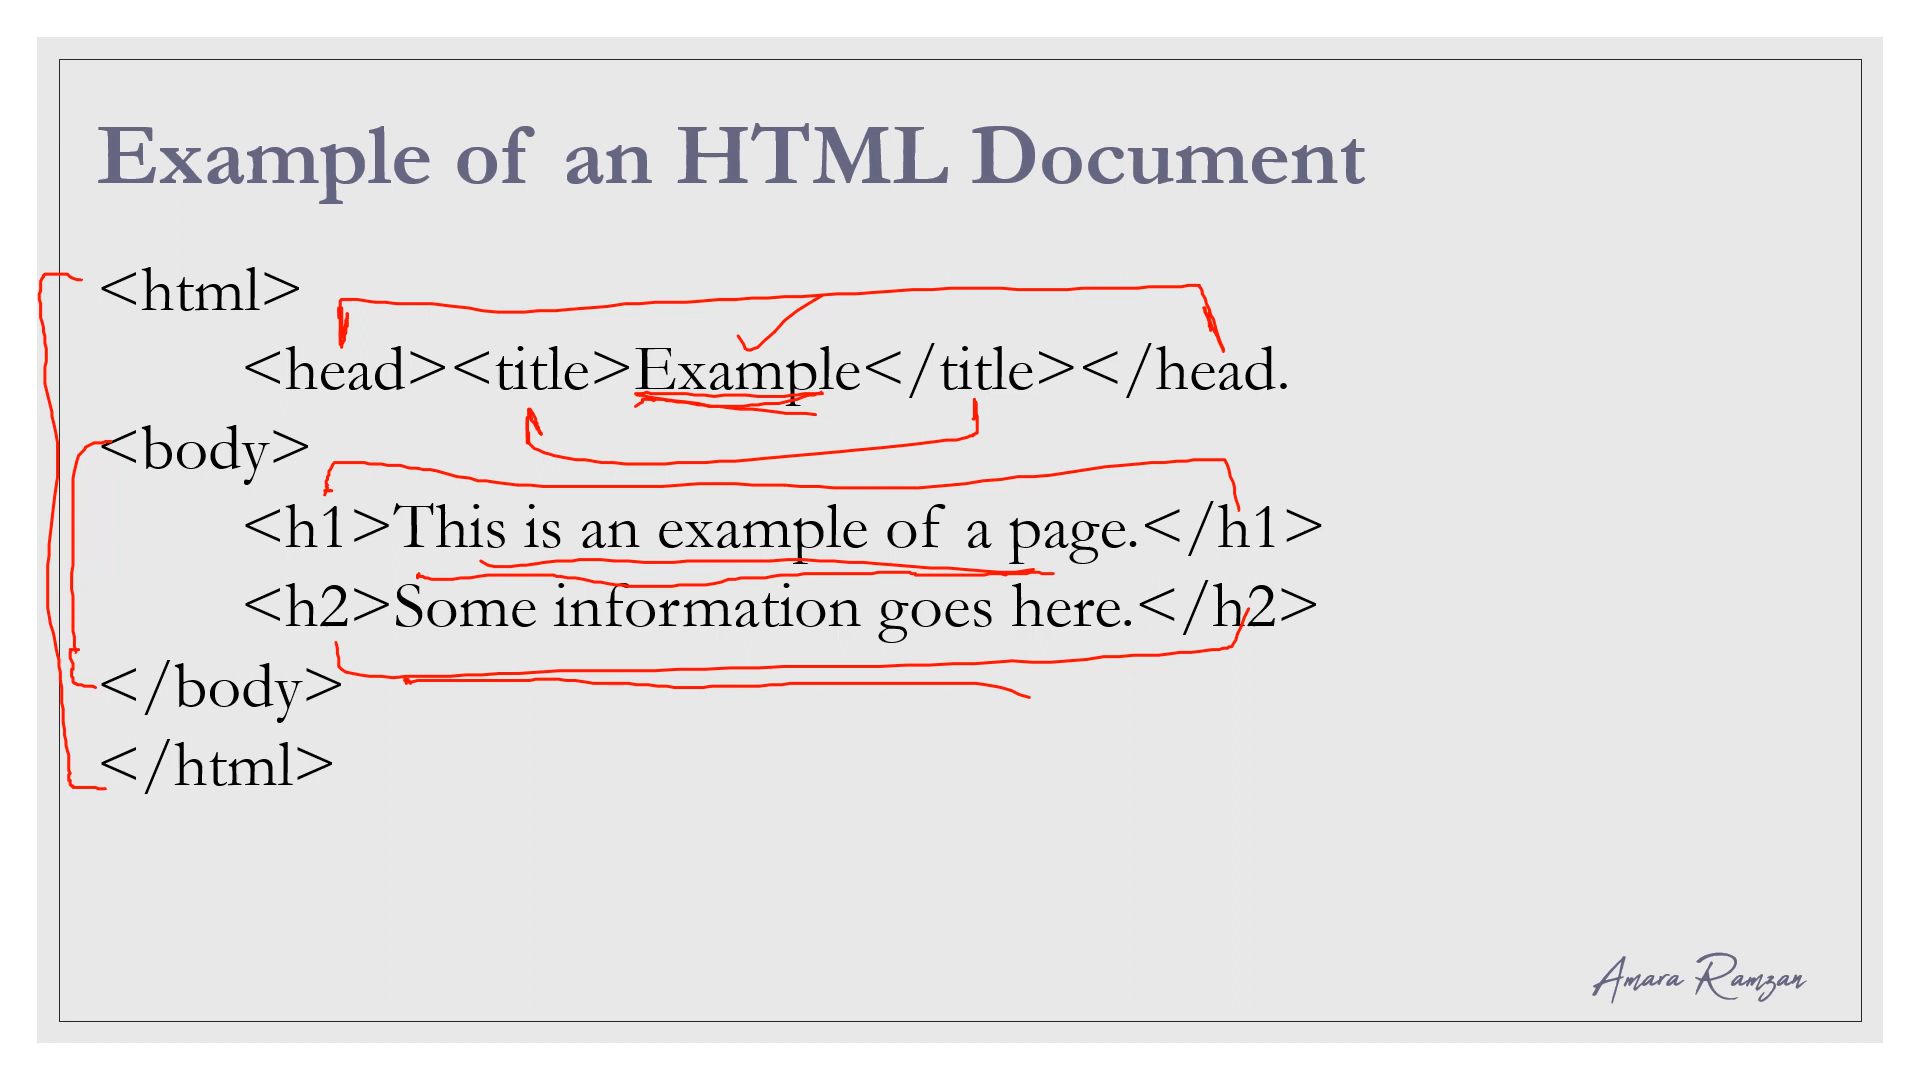 Example of an HTML Document
<html>
<head><title>Example</title></head.
<body>
<h1>This is an example of a page.</h1>
<h2>Some information goes here.</h2>
</body>
</html>
Amara Ramzan